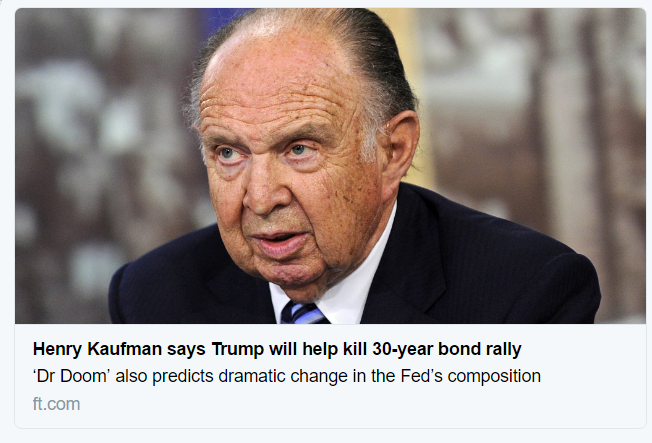 Henry Kaufman says Trump will help kill 30-year bond rally
‘Dr Doom’ also predicts dramatic change in the Fed’s composition
ft.com